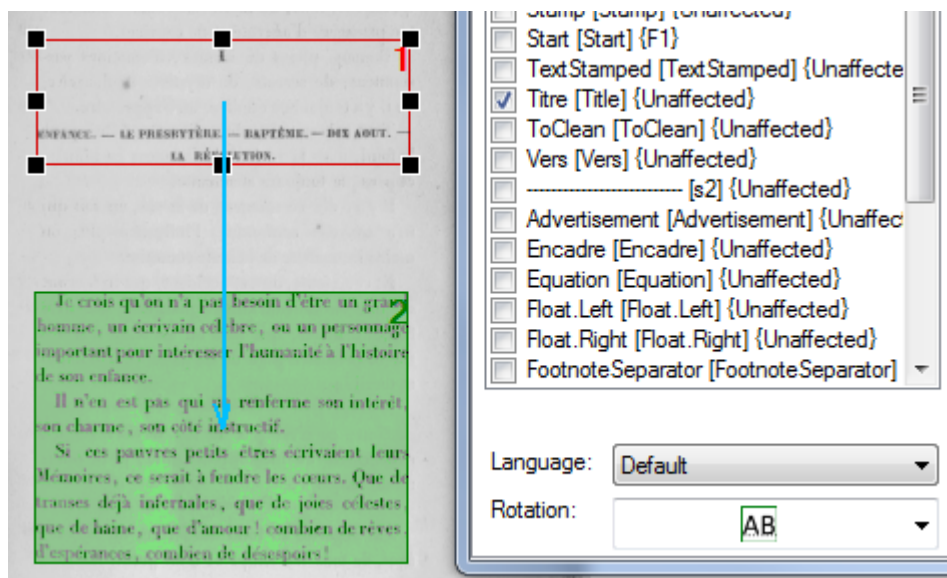 I
1
ENFANCE. — LE PRESBYTÈRE. — BAPTÊME. — DIX AOUT. —
LA
2
Je crois qu'on n'a pas besoin d'être un grand
homme, un écrivain célèbre, ou un personnage
important pour intéresser l'humanité à l'histoire
de son enfance.
Il n'en est pas qui ne renferme son intérêt,
son charme, son côté instructif.
Si ces pauvres petits êtres écrivaient leurs
Mémoires, ce serait à fendre les cœurs. Que de
transes déjà infernales, que de joies célestes,
que de haine, que d'amour! combien de rêves,
d'espérances, combien de désespoirs!
Stamp [Stamp] {Unaffected}
Start [Start] {F1}
TextStamped [TextStamped] {Unaffecte
Titre [Title] {Unaffected}
ToClean [ToClean] {Unaffected}
Vers [Vers] {Unaffected}
-------------------------- [s2] {Unaffected}
Advertisement [Advertisement] {Unaffec
Encadre [Encadre] {Unaffected}
Equation [Equation] {Unaffected}
Float.Left [Float.Left] {Unaffected}
Float.Right [Float.Right] {Unaffected}
FootnoteSeparator [FootnoteSeparator]
Language: Default
Rotation: AB